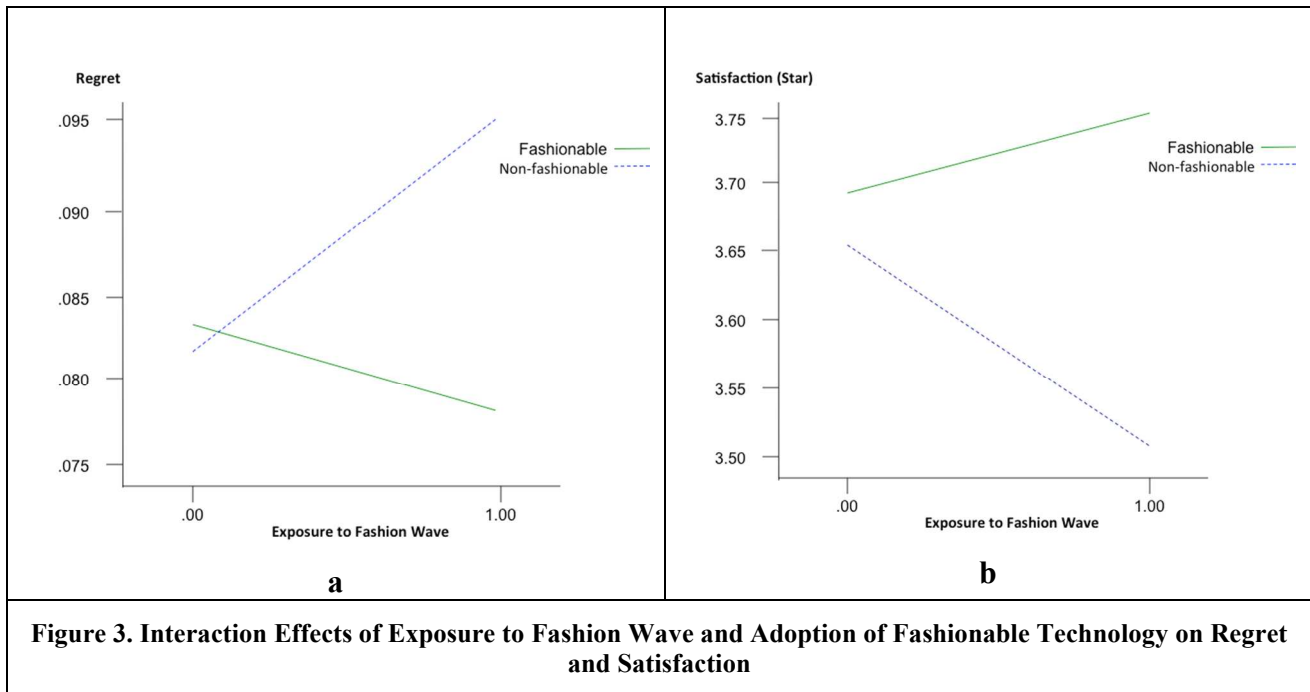 Regret
.095
.090
.085
.080
.075
Fashionable
Non-fashionable
.00
1.00
Exposure to Fashion Wave
a
Satisfaction (Star)
3.75
3.70
3.65
3.60
3.55
3.50
Fashionable
Non-fashionable
.00
1.00
Exposure to Fashion Wave
b
Figure 3. Interaction Effects of Exposure to Fashion Wave and Adoption of Fashionable Technology on Regret
and Satisfaction